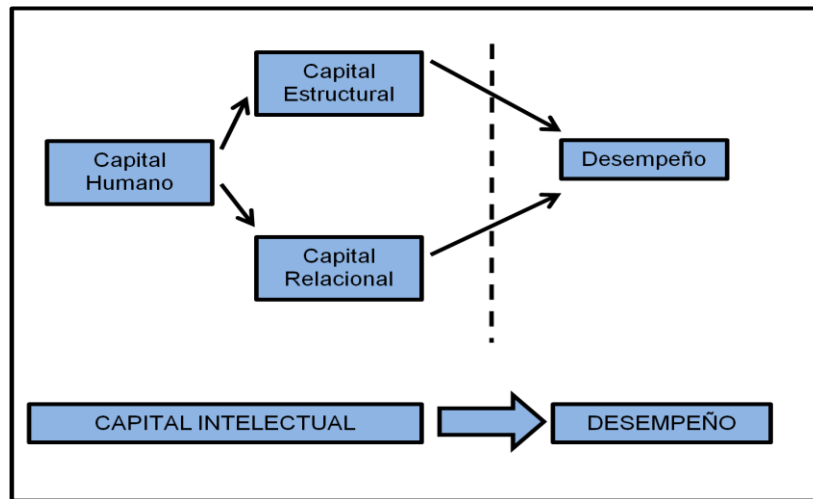 Capital
Estructural
Capital
Humano
Desempeño
Capital
Relacional
CAPITAL INTELECTUAL
DESEMPEÑO